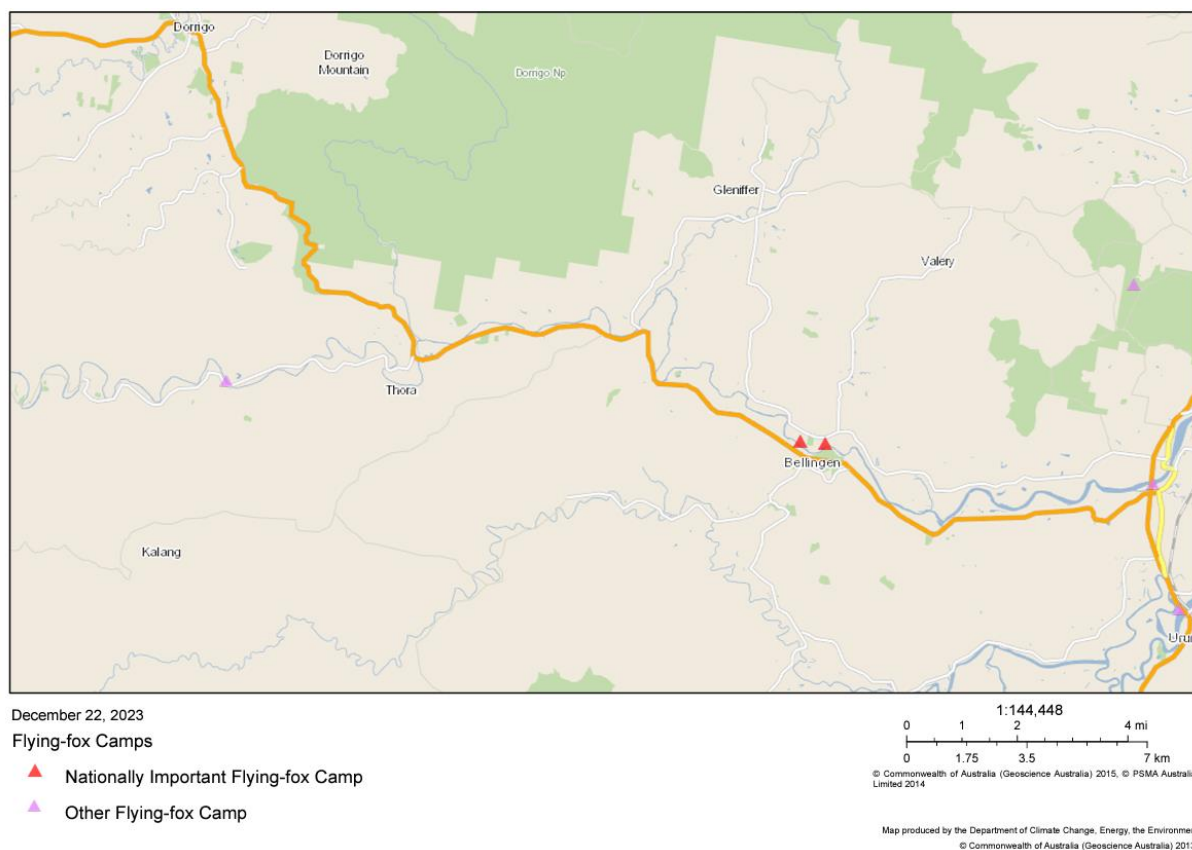 Dorrigo
Dorrigo
Mountain
Dorrigo Np
Gleniffer
Valery
Thora
Bellingen
Kalang
Urun
December 22, 2023
Flying-fox Camps
Nationally Important Flying-fox Camp
Other Flying-fox Camp
1:144,448
0 1 2 4 mi
0 1.75 3.5 7 km
© Commonwealth of Australia (Geoscience Australia) 2015, © PSMA Australia
Limited 2014
Map produced by the Department of Climate Change, Energy, the Environmen
© Commonwealth of Australia (Geoscience Australia) 2013